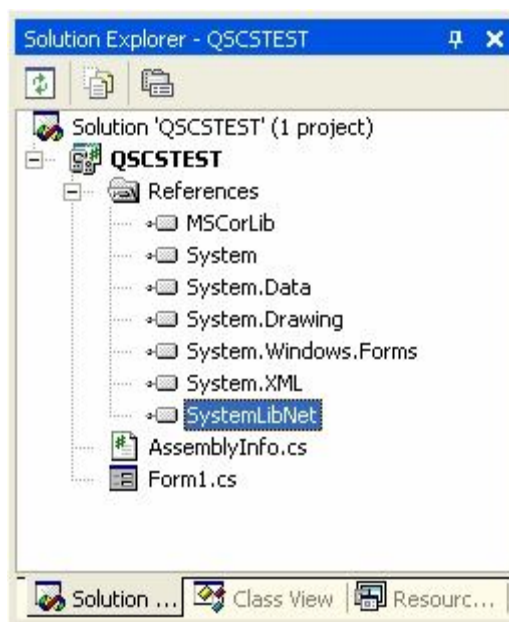 Solution Explorer - QSCSTEST
Solution 'QSCSTEST' (1 project)
QSCSTEST
References
MSCorLib
System
System.Data
System.Drawing
System.Windows.Forms
System.XML
SystemLibNet
AssemblyInfo.cs
Form1.cs
Solution ... Class View Resourc...